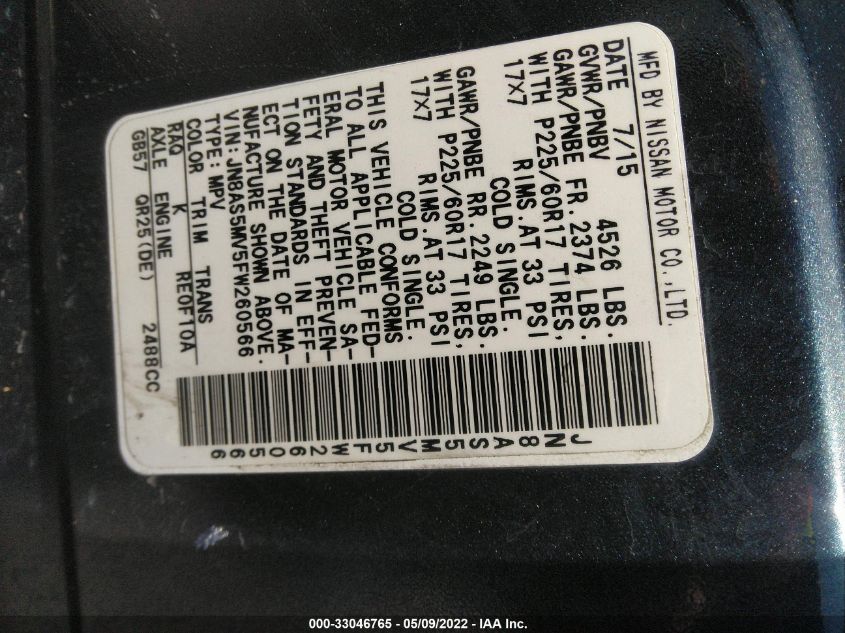 MFD BY NISSAN MOTOR CO.,LTD.
DATE 7/15
GVWR/PNBV 4526 LBS.
GAWR/PNBE FR. 2374 LBS.
WITH P225/60R17 TIRES,
17X7 RIMS.AT 33 PSI
COLD SINGLE.
GAWR/PNBE RR. 2249 LBS.
WITH P225/60R17 TIRES,
17X7 RIMS.AT 33 PSI
COLD SINGLE.
THIS VEHICLE CONFORMS
TO ALL APPLICABLE FED-
ERAL MOTOR VEHICLE SA-
FETY AND THEFT PREVEN-
TION STANDARDS IN EFF-
ECT ON THE DATE OF MA-
NUFACTURE SHOWN ABOVE.
VIN: JN8AS5MV5FW260566
TYPE: MPV
COLOR TRIM TRANS
RAQ K RE0F10A
AXLE ENGINE
GB57 QR25(DE) 2488CC
JN8AS5MV5FW260566
000-33046765 - 05/09/2022 - IAA Inc.